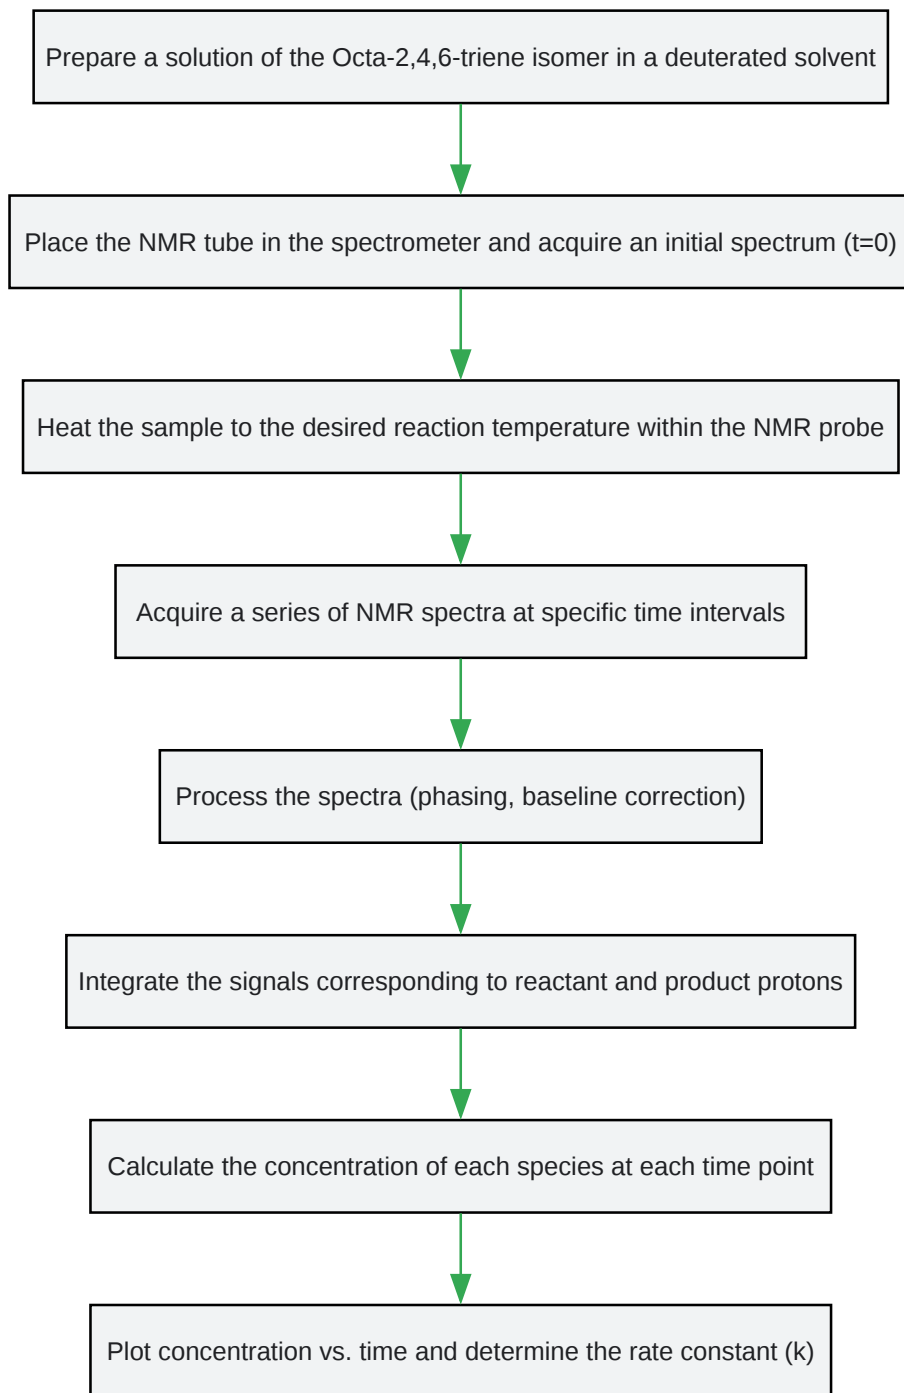 Prepare a solution of the Octa-2,4,6-triene isomer in a deuterated solvent
Place the NMR tube in the spectrometer and acquire an initial spectrum (t=0)
Heat the sample to the desired reaction temperature within the NMR probe
Acquire a series of NMR spectra at specific time intervals
Process the spectra (phasing, baseline correction)
Integrate the signals corresponding to reactant and product protons
Calculate the concentration of each species at each time point
Plot concentration vs. time and determine the rate constant (k)